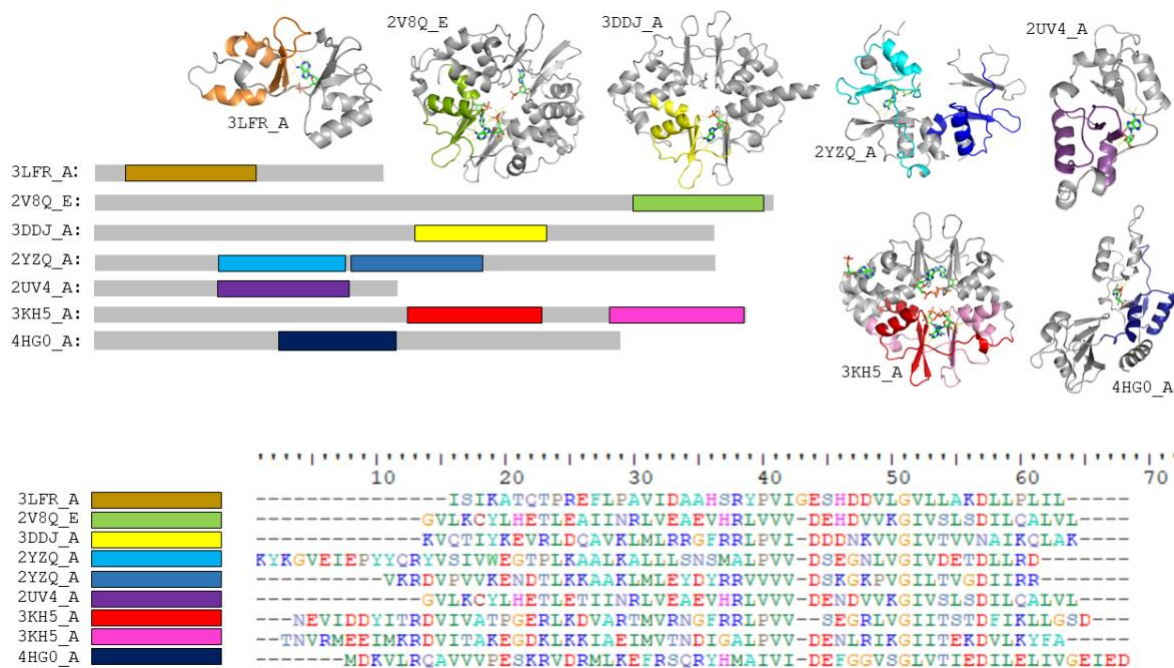 3LFR_A
2V8Q_E
3DDJ_A
2YZQ_A
2UV4_A
3KH5_A
4HG0_A
3LFR_A:
2V8Q_E:
3DDJ_A:
2YZQ_A:
2UV4_A:
3KH5_A:
4HG0_A:
10 20 30 40 50 60 70
3LFR_A ---------------ISIKATQTPREFLPAVIDAAHSRYPVIGESHDDVLGVLLAKDLLPLIL-----
2V8Q_E -------------GVLKCYLHETLEAIINRLVEAEVHRLVVV-DEHDVVKGIVSLSDILQALVL----
3DDJ_A -------------KVQTIYKEVRLDQAVKLMLRRGFRRLPVI-DDDNKVVGIVTVVNAIKQLAK----
2YZQ_A KYKGVEIEPYYQRYVSIVWEGTPLKAALKALLLSNSMALPVV-DSEGNLVGIVDETDLLRD-------
2YZQ_A ----------VKRDVPVVKENDTLKKAAKLMLEYDYRRVVVV-DSKGKPVGILTVGDIIRR-------
2UV4_A -------------GVLKCYLHETLETIINRLVEAEVHRLVVV-DENDVVKGIVSLSDILQALVL----
3KH5_A ---NEVIDDYITRDVIVATPGERLKDVARTMVRNGFRRLPVV--SEGRLVGIITSTDFIKLLGSD---
3KH5_A --TNVRMEEIMKRDVITAKEGDKLKKIAEIMVTNDIGALPVV-DENLRIKGIITEKDVLKYFA-----
4HG0_A -------MDKVLRQAVVVPESKRVDRMLKEFRSQRYHMAIVI-DEFGGVSGLVTIEDILELIVGEIED